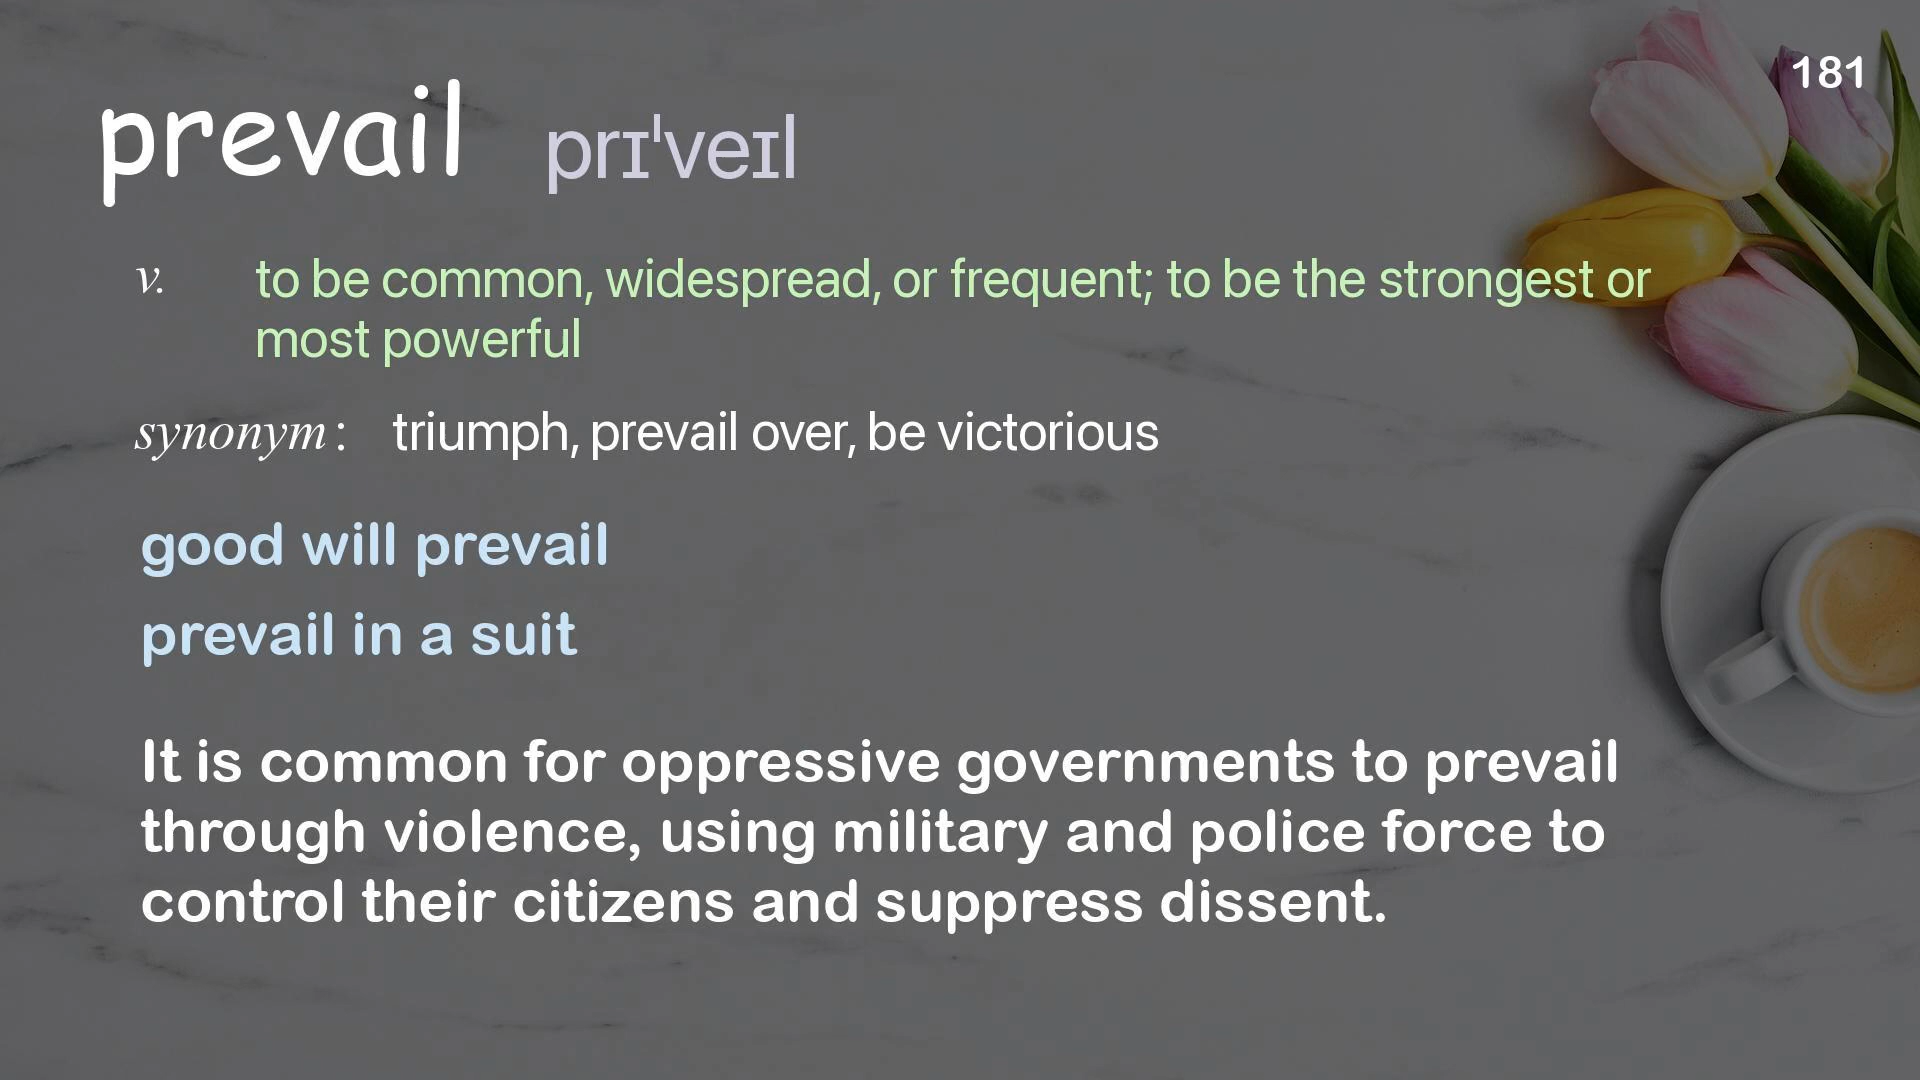 181
prevail prɪˈveɪl
v. to be common, widespread, or frequent; to be the strongest or
most powerful
synonym : triumph, prevail over, be victorious
good will prevail
prevail in a suit
It is common for oppressive governments to prevail
through violence, using military and police force to
control their citizens and suppress dissent.